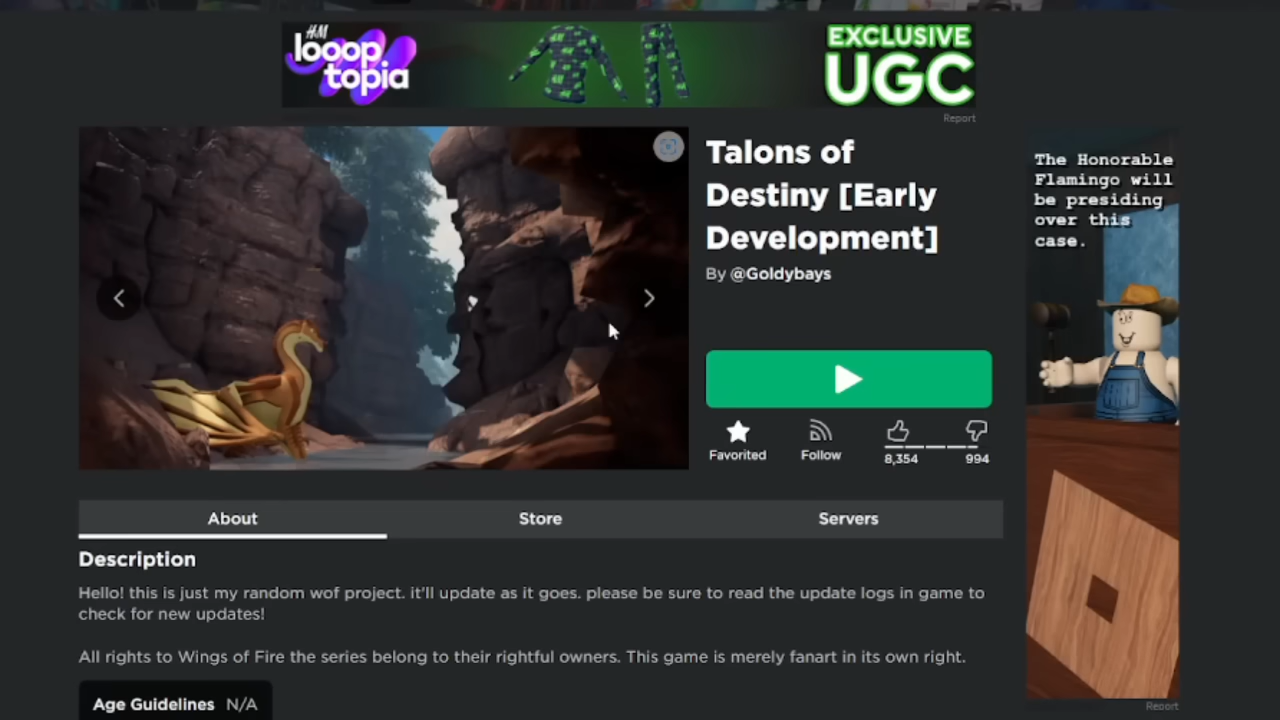 H&M
looop
topia
EXCLUSIVE
UGC
Report
Talons of
Destiny [Early
Development]
By @Goldybays
Favorited
Follow
8,354
994
The Honorable
Flamingo will
be presiding
over this
case.
About
Store
Servers
Description
Hello! this is just my random wof project. it'll update as it goes. please be sure to read the update logs in game to
check for new updates!
All rights to Wings of Fire the series belong to their rightful owners. This game is merely fanart in its own right.
Age Guidelines N/A
Report